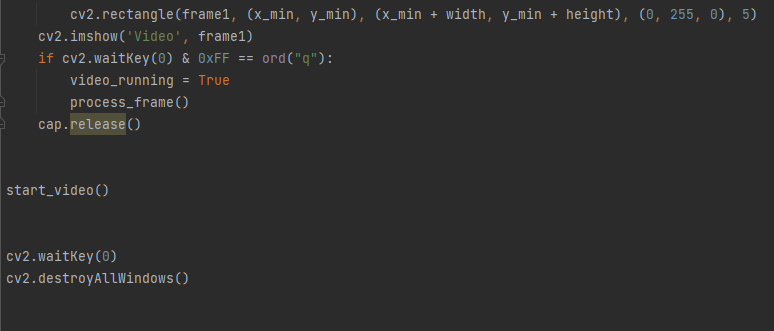 cv2.rectangle(frame1, (x_min, y_min), (x_min + width, y_min + height), (0, 255, 0), 5)
cv2.imshow('Video', frame1)
if cv2.waitKey(0) & 0xFF == ord("q"):
video_running = True
process_frame()
cap.release()
start_video()
cv2.waitKey(0)
cv2.destroyAllWindows()